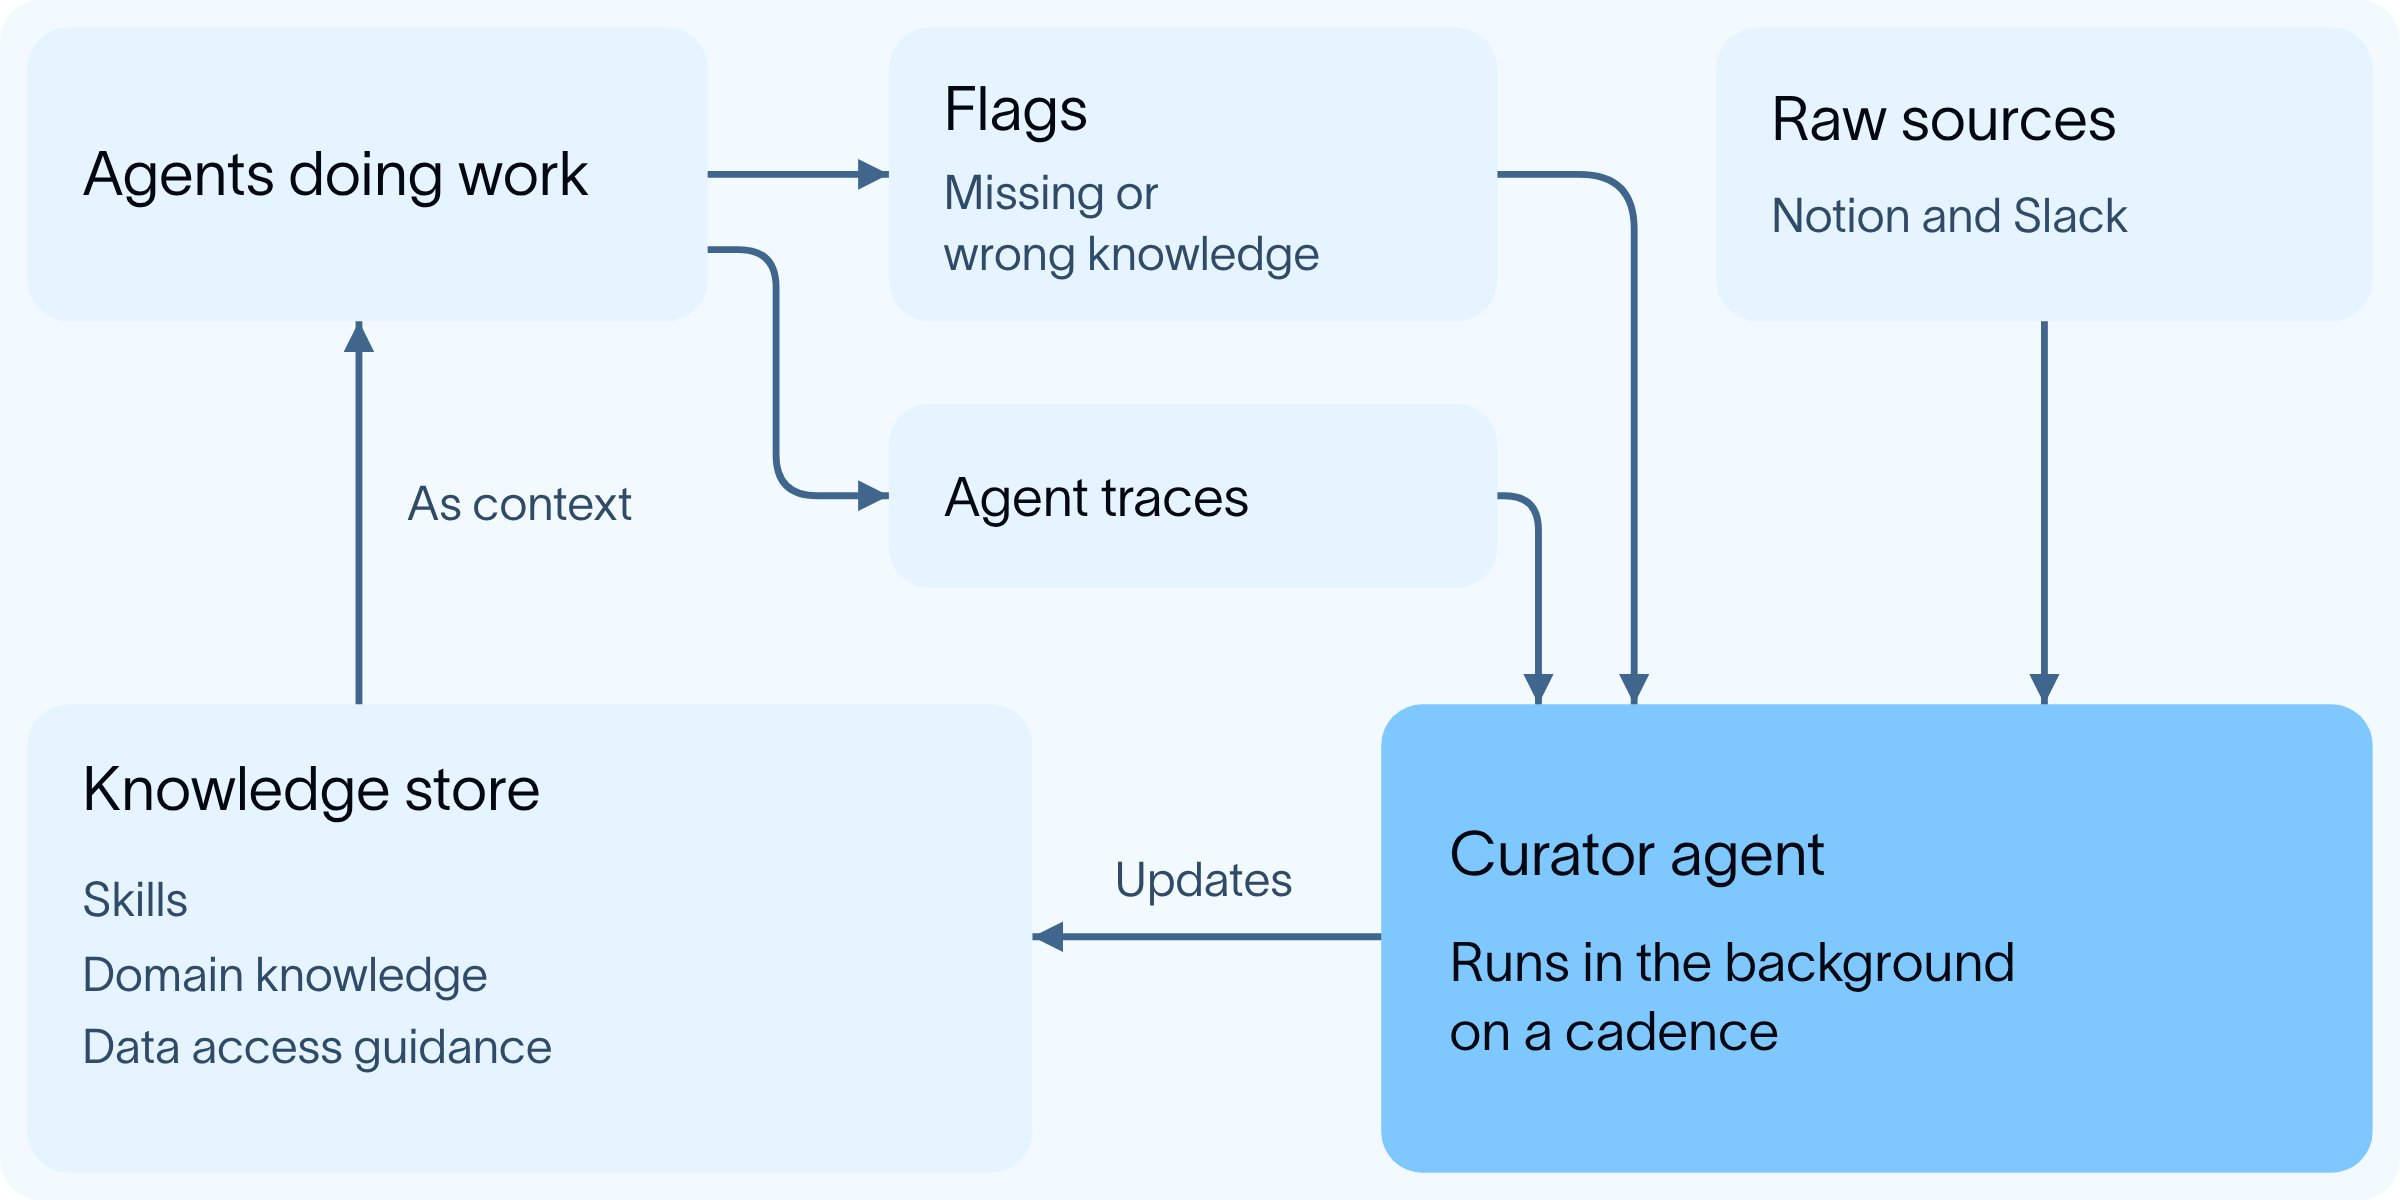 Agents doing work
Flags
Missing or
wrong knowledge
Raw sources
Notion and Slack
Agent traces
As context
Knowledge store
Skills
Domain knowledge
Data access guidance
Updates
Curator agent
Runs in the background
on a cadence